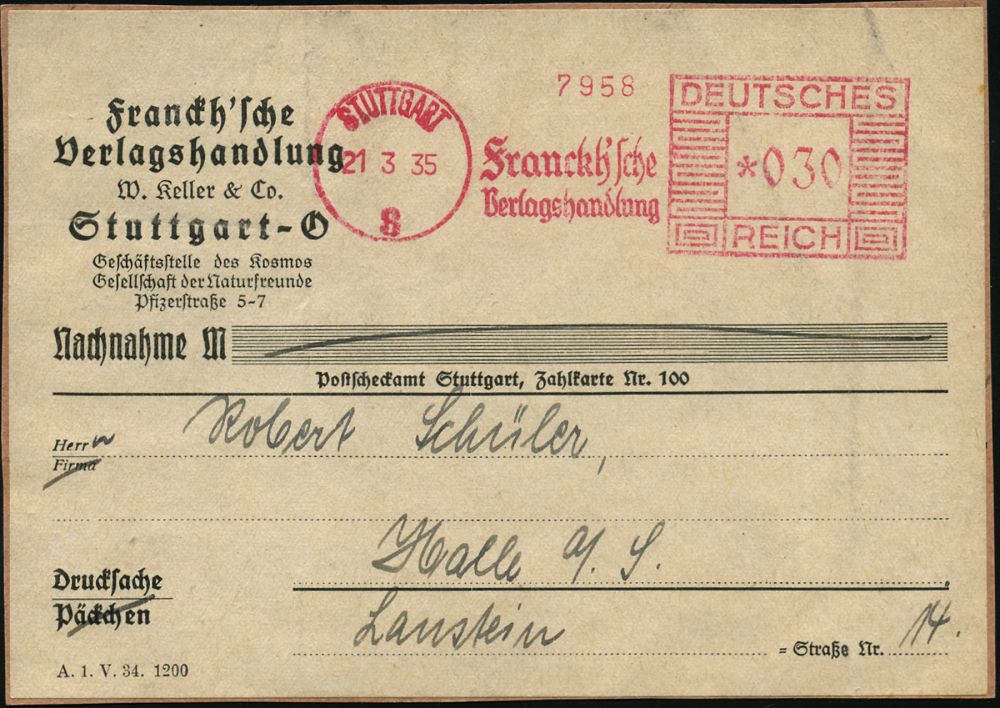 Franckh'sche
Verlagshandlung
W. Keller & Co.
Stuttgart-O
Geschäftsstelle des Kosmos
Gesellschaft der Naturfreunde
Pfizerstraße 5-7
STUTTGART
21 3 35
8
7958
Franckh'sche
Verlagshandlung
DEUTSCHES
*030
REICH
Nachnahme M
Postscheckamt Stuttgart, Zahlkarte Nr. 100
Herrn Robert Schüler,
Firma
Halle a/ S.
Drucksache
Päckchen
Lanstein = Straße Nr. 14.
A. 1. V. 34. 1200